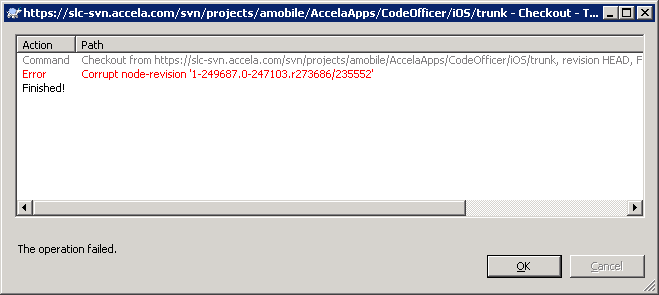 https://slc-svn.accela.com/svn/projects/amobile/AccelaApps/CodeOfficer/iOS/trunk - Checkout - T...
Action Path
Command Checkout from https://slc-svn.accela.com/svn/projects/amobile/AccelaApps/CodeOfficer/iOS/trunk, revision HEAD, F
Error Corrupt node-revision '1-249687.0-247103.r273686/235552'
Finished!
The operation failed.
OK Cancel